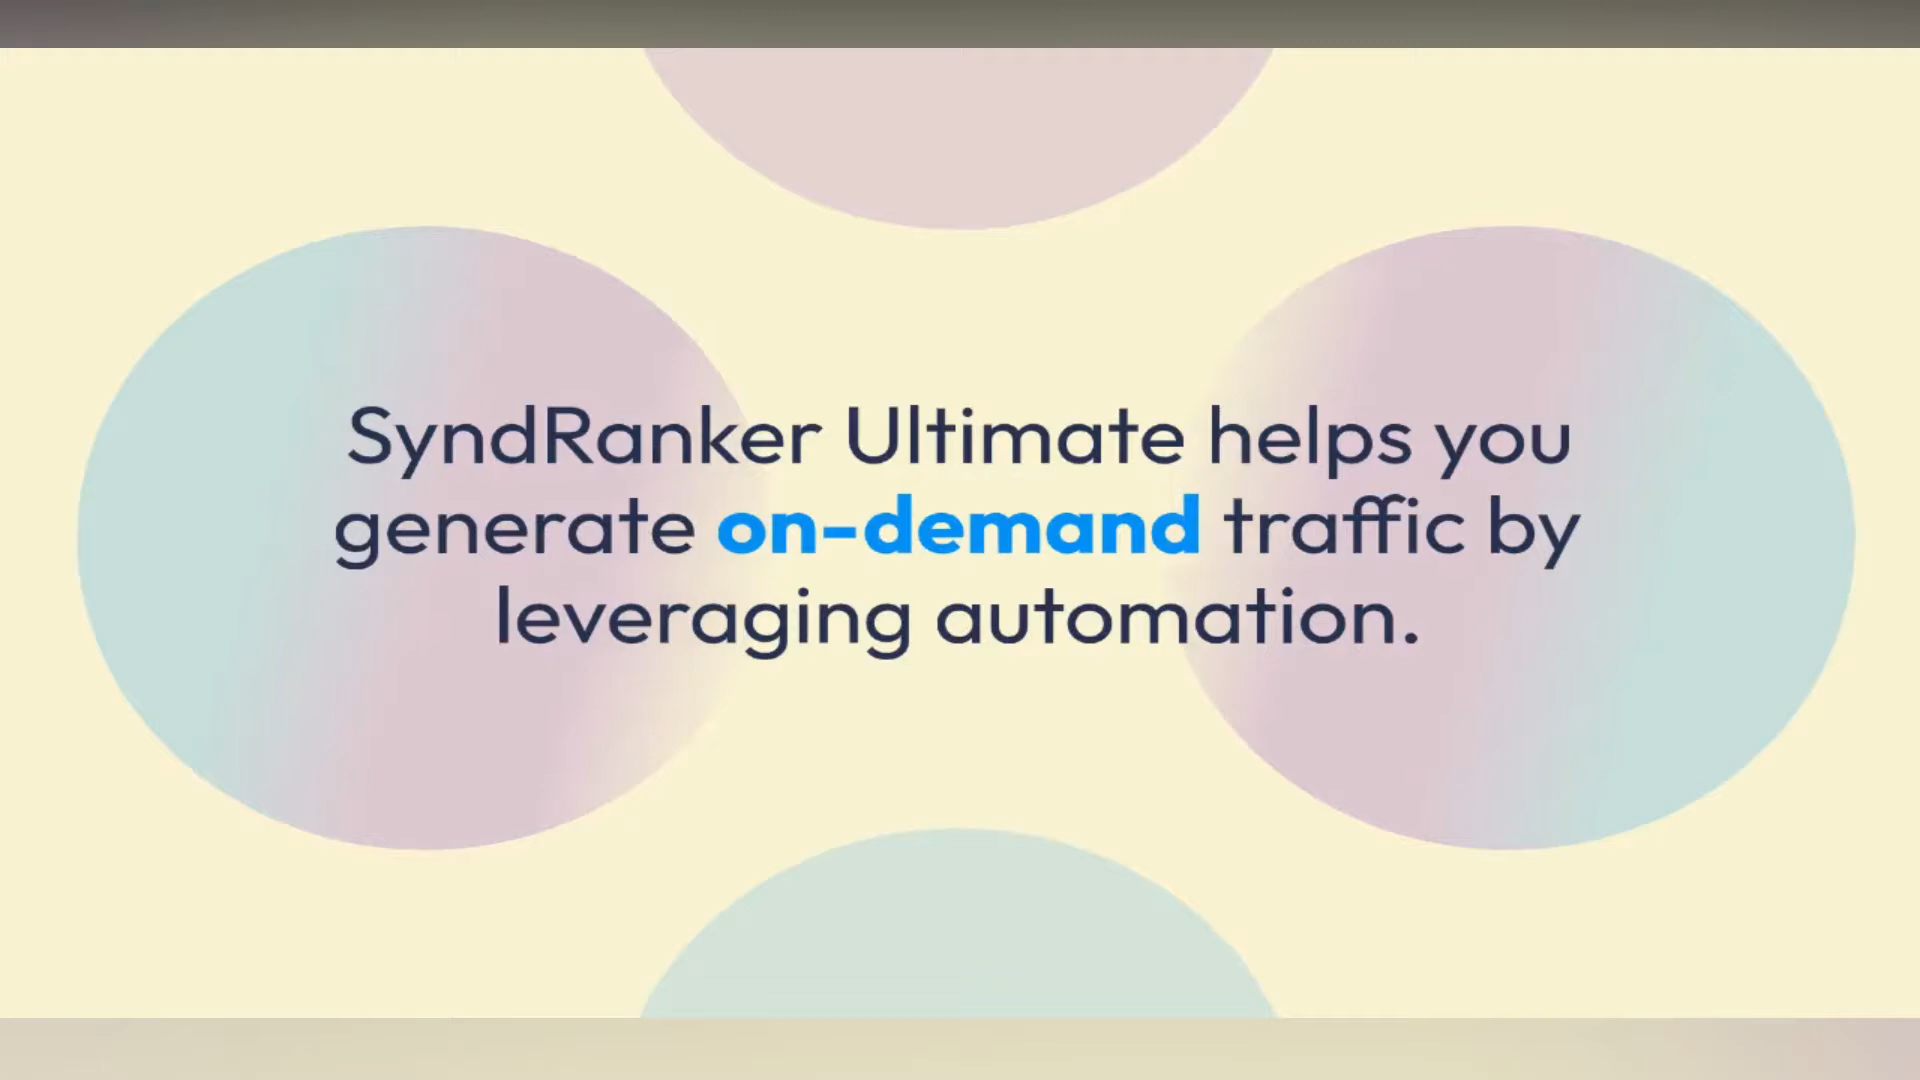 SyndRanker Ultimate helps you
generate on-demand traffic by
leveraging automation.